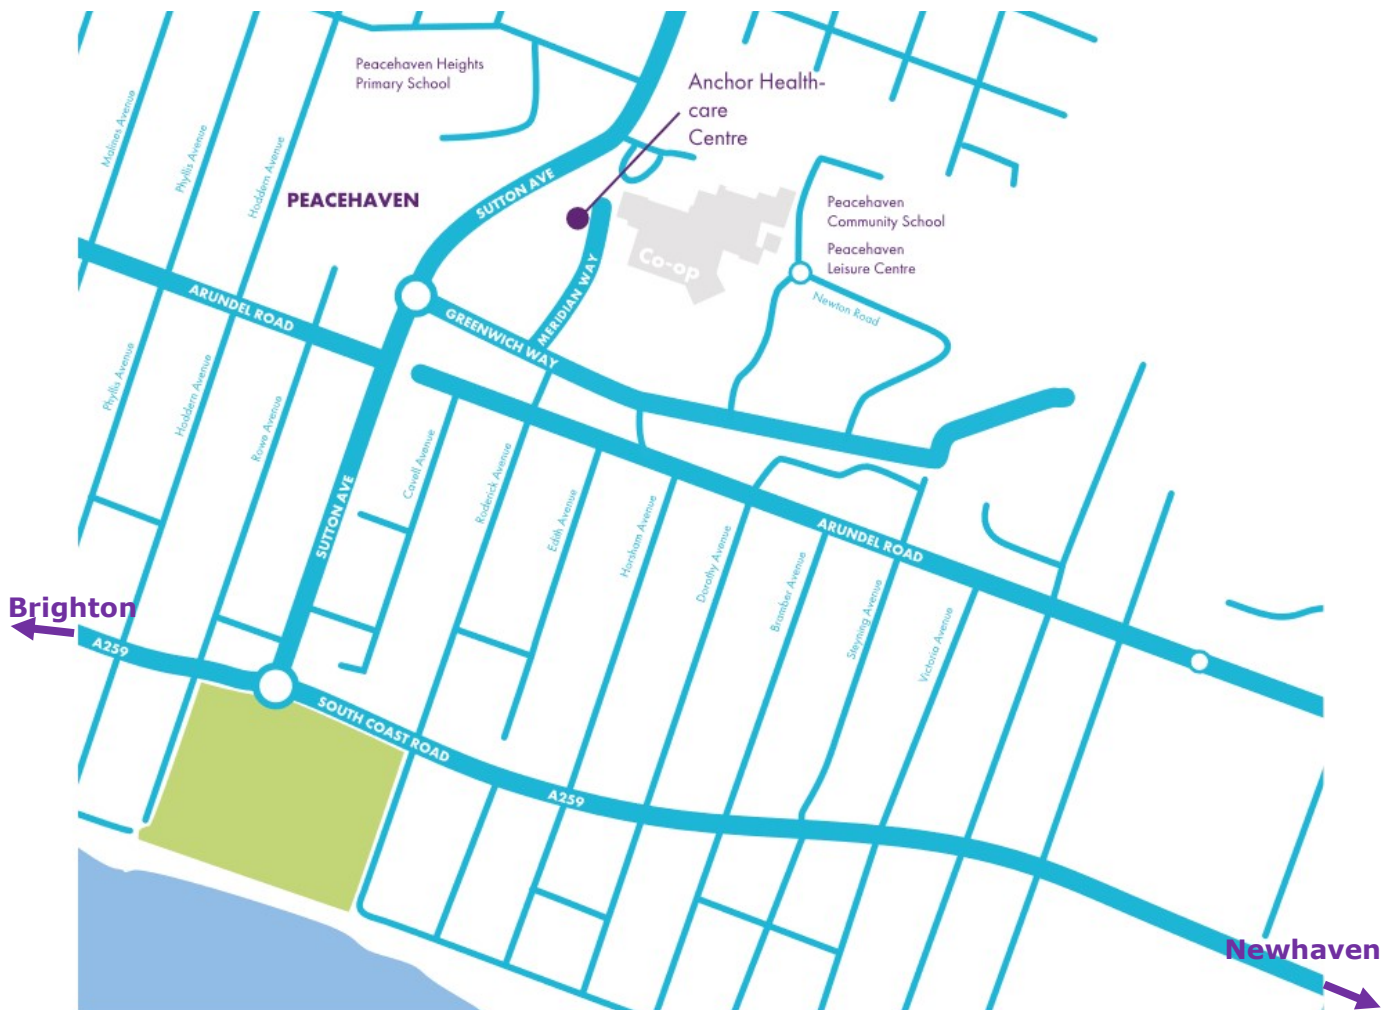 Peacehaven Heights
Primary School
Anchor Health-
care
Centre
Malines Avenue
Phyllis Avenue
Hoddern Avenue
PEACEHAVEN
SUTTON AVE
Peacehaven
Community School
Peacehaven
Leisure Centre
Co-op
MERIDIAN WAY
Newton Road
ARUNDEL ROAD
GREENWICH WAY
Phyllis Avenue
Hoddern Avenue
Rowe Avenue
Cavell Avenue
Roderick Avenue
Edith Avenue
Horsham Avenue
Dorothy Avenue
Bramber Avenue
Steyning Avenue
Victoria Avenue
SUTTON AVE
ARUNDEL ROAD
Brighton
A259
SOUTH COAST ROAD
A259
Newhaven